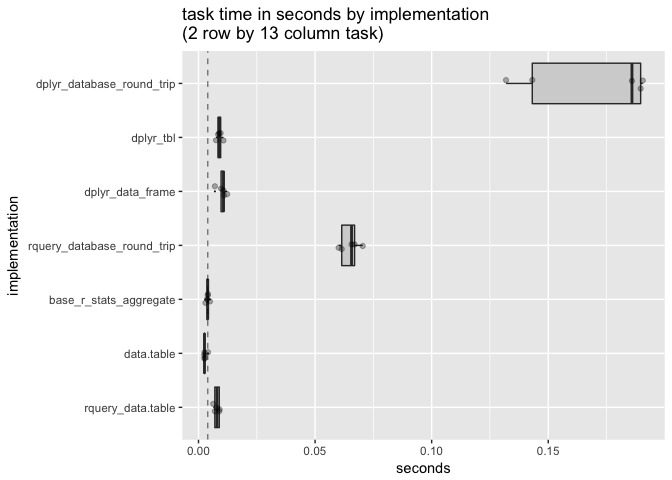 task time in seconds by implementation
(2 row by 13 column task)
implementation
dplyr_database_round_trip
dplyr_tbl
dplyr_data_frame
rquery_database_round_trip
base_r_stats_aggregate
data.table
rquery_data.table
0.00 0.05 0.10 0.15
seconds